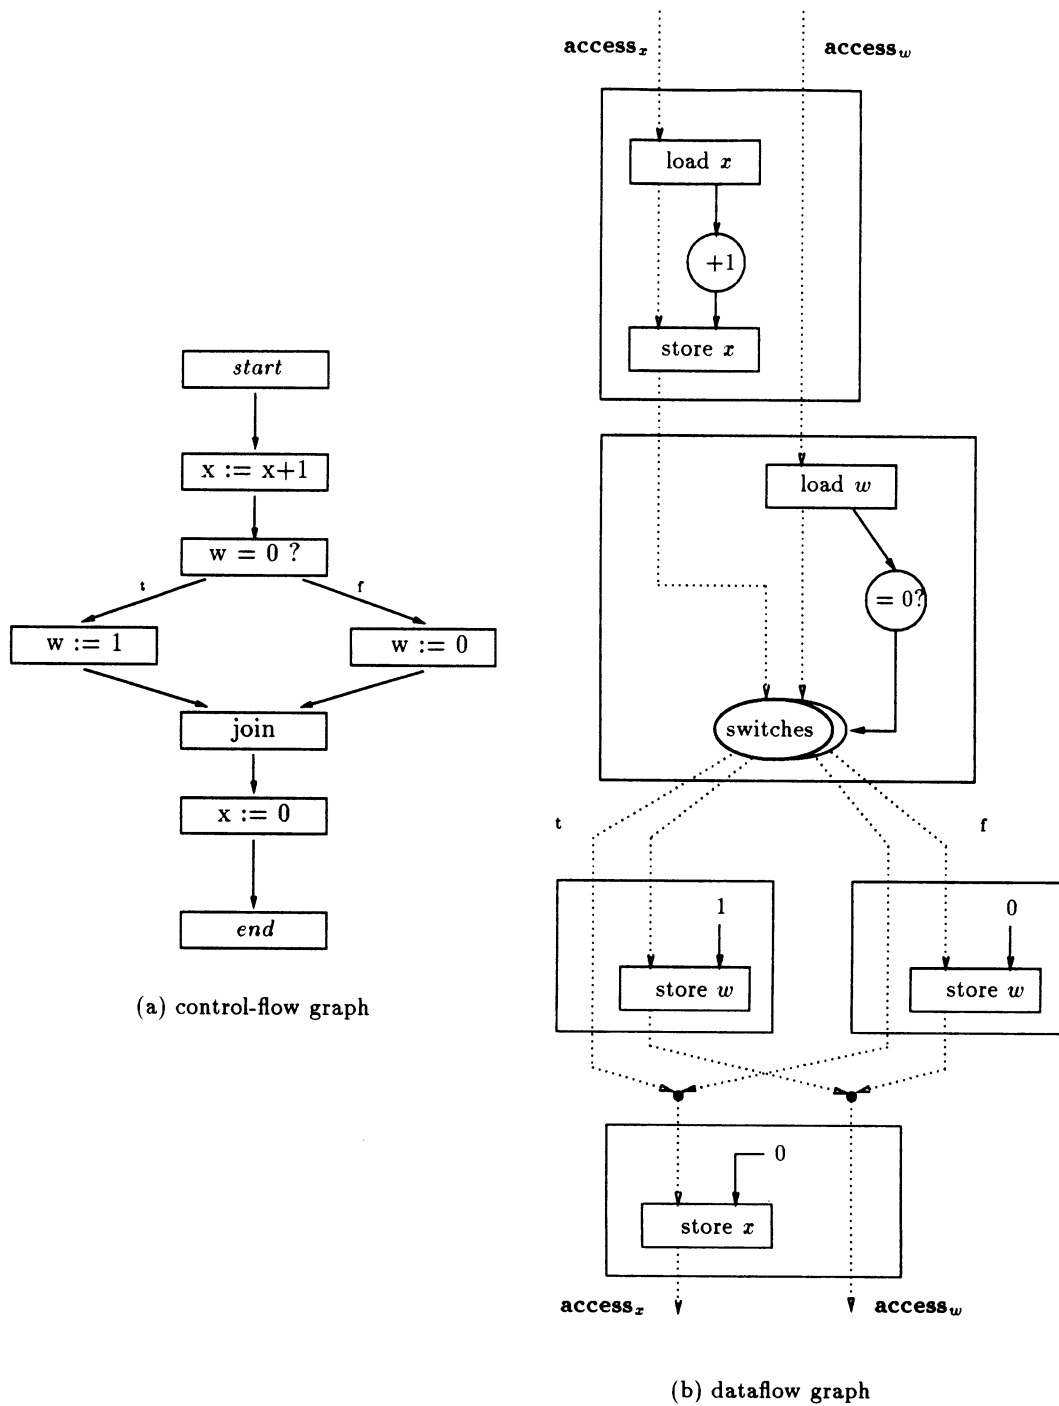 start
x := x+1
w = 0 ?
t
f
w := 1
w := 0
join
x := 0
end
(a) control-flow graph
access_x
access_w
load x
+1
store x
load w
= 0?
switches
t
f
1
0
store w
store w
0
store x
access_x
access_w
(b) dataflow graph